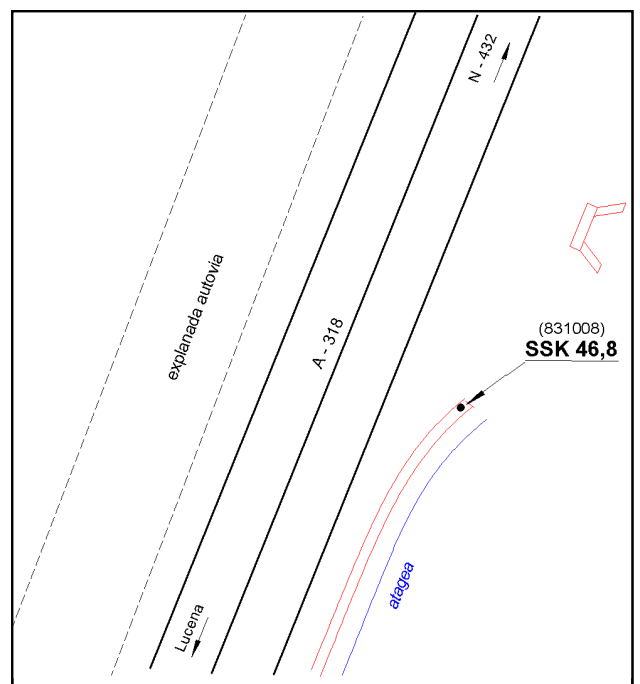 N - 432
explanada autovia
A - 318
(831008)
SSK 46,8
atagea
Lucena